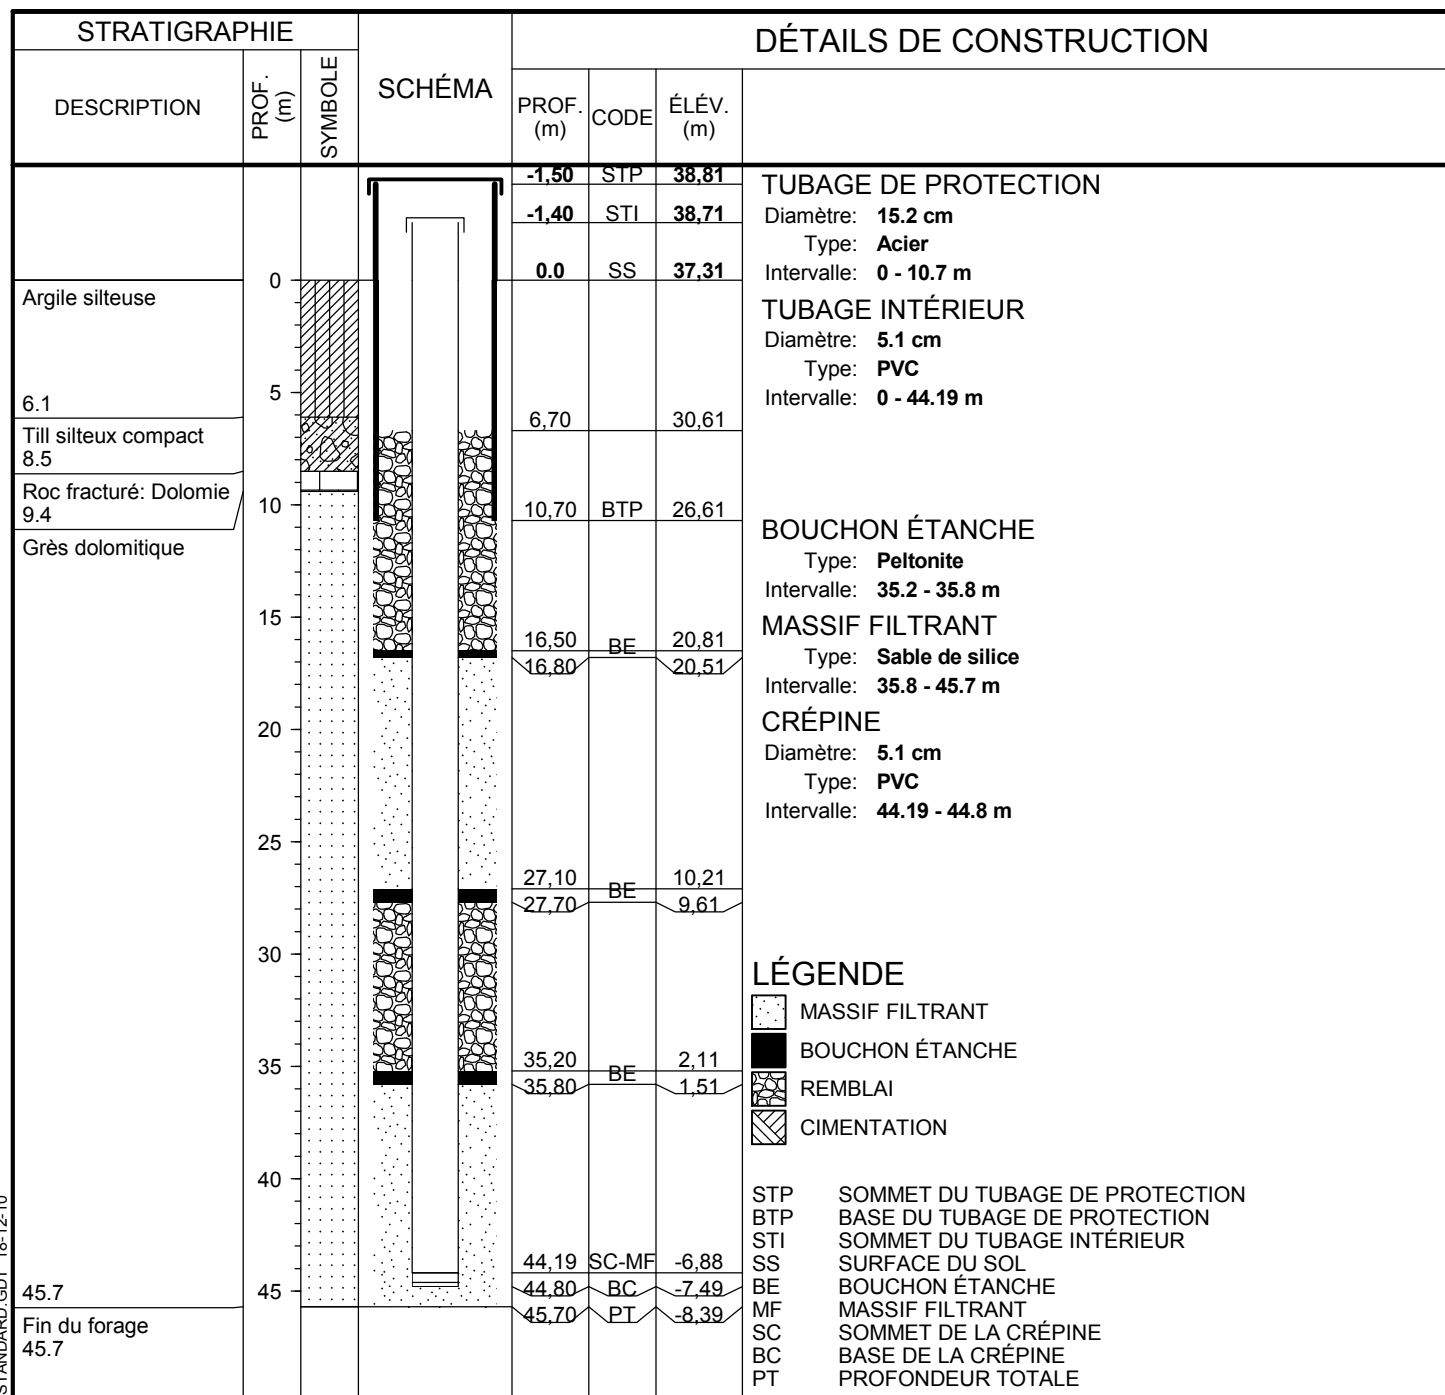 STRATIGRAPHIE
DESCRIPTION
PROF. (m)
SYMBOLE
SCHÉMA
DÉTAILS DE CONSTRUCTION
PROF. (m)
CODE
ÉLÉV. (m)
-1,50 STP 38,81
-1,40 STI 38,71
0.0 SS 37,31
6,70 30,61
10,70 BTP 26,61
16,50 BE 20,81
16,80 20,51
27,10 BE 10,21
27,70 9,61
35,20 BE 2,11
35,80 1,51
44,19 SC-MF -6,88
44,80 BC -7,49
45,70 PT -8,39
Argile silteuse
6.1
Till silteux compact
8.5
Roc fracturé: Dolomie
9.4
Grès dolomitique
45.7
Fin du forage
45.7
0
5
10
15
20
25
30
35
40
45
TUBAGE DE PROTECTION
Diamètre: 15.2 cm
Type: Acier
Intervalle: 0 - 10.7 m
TUBAGE INTÉRIEUR
Diamètre: 5.1 cm
Type: PVC
Intervalle: 0 - 44.19 m
BOUCHON ÉTANCHE
Type: Peltonite
Intervalle: 35.2 - 35.8 m
MASSIF FILTRANT
Type: Sable de silice
Intervalle: 35.8 - 45.7 m
CRÉPINE
Diamètre: 5.1 cm
Type: PVC
Intervalle: 44.19 - 44.8 m
LÉGENDE
MASSIF FILTRANT
BOUCHON ÉTANCHE
REMBLAI
CIMENTATION
STP SOMMET DU TUBAGE DE PROTECTION
BTP BASE DU TUBAGE DE PROTECTION
STI SOMMET DU TUBAGE INTÉRIEUR
SS SURFACE DU SOL
BE BOUCHON ÉTANCHE
MF MASSIF FILTRANT
SC SOMMET DE LA CRÉPINE
BC BASE DE LA CRÉPINE
PT PROFONDEUR TOTALE
STANDARD.GDT 18-12-10